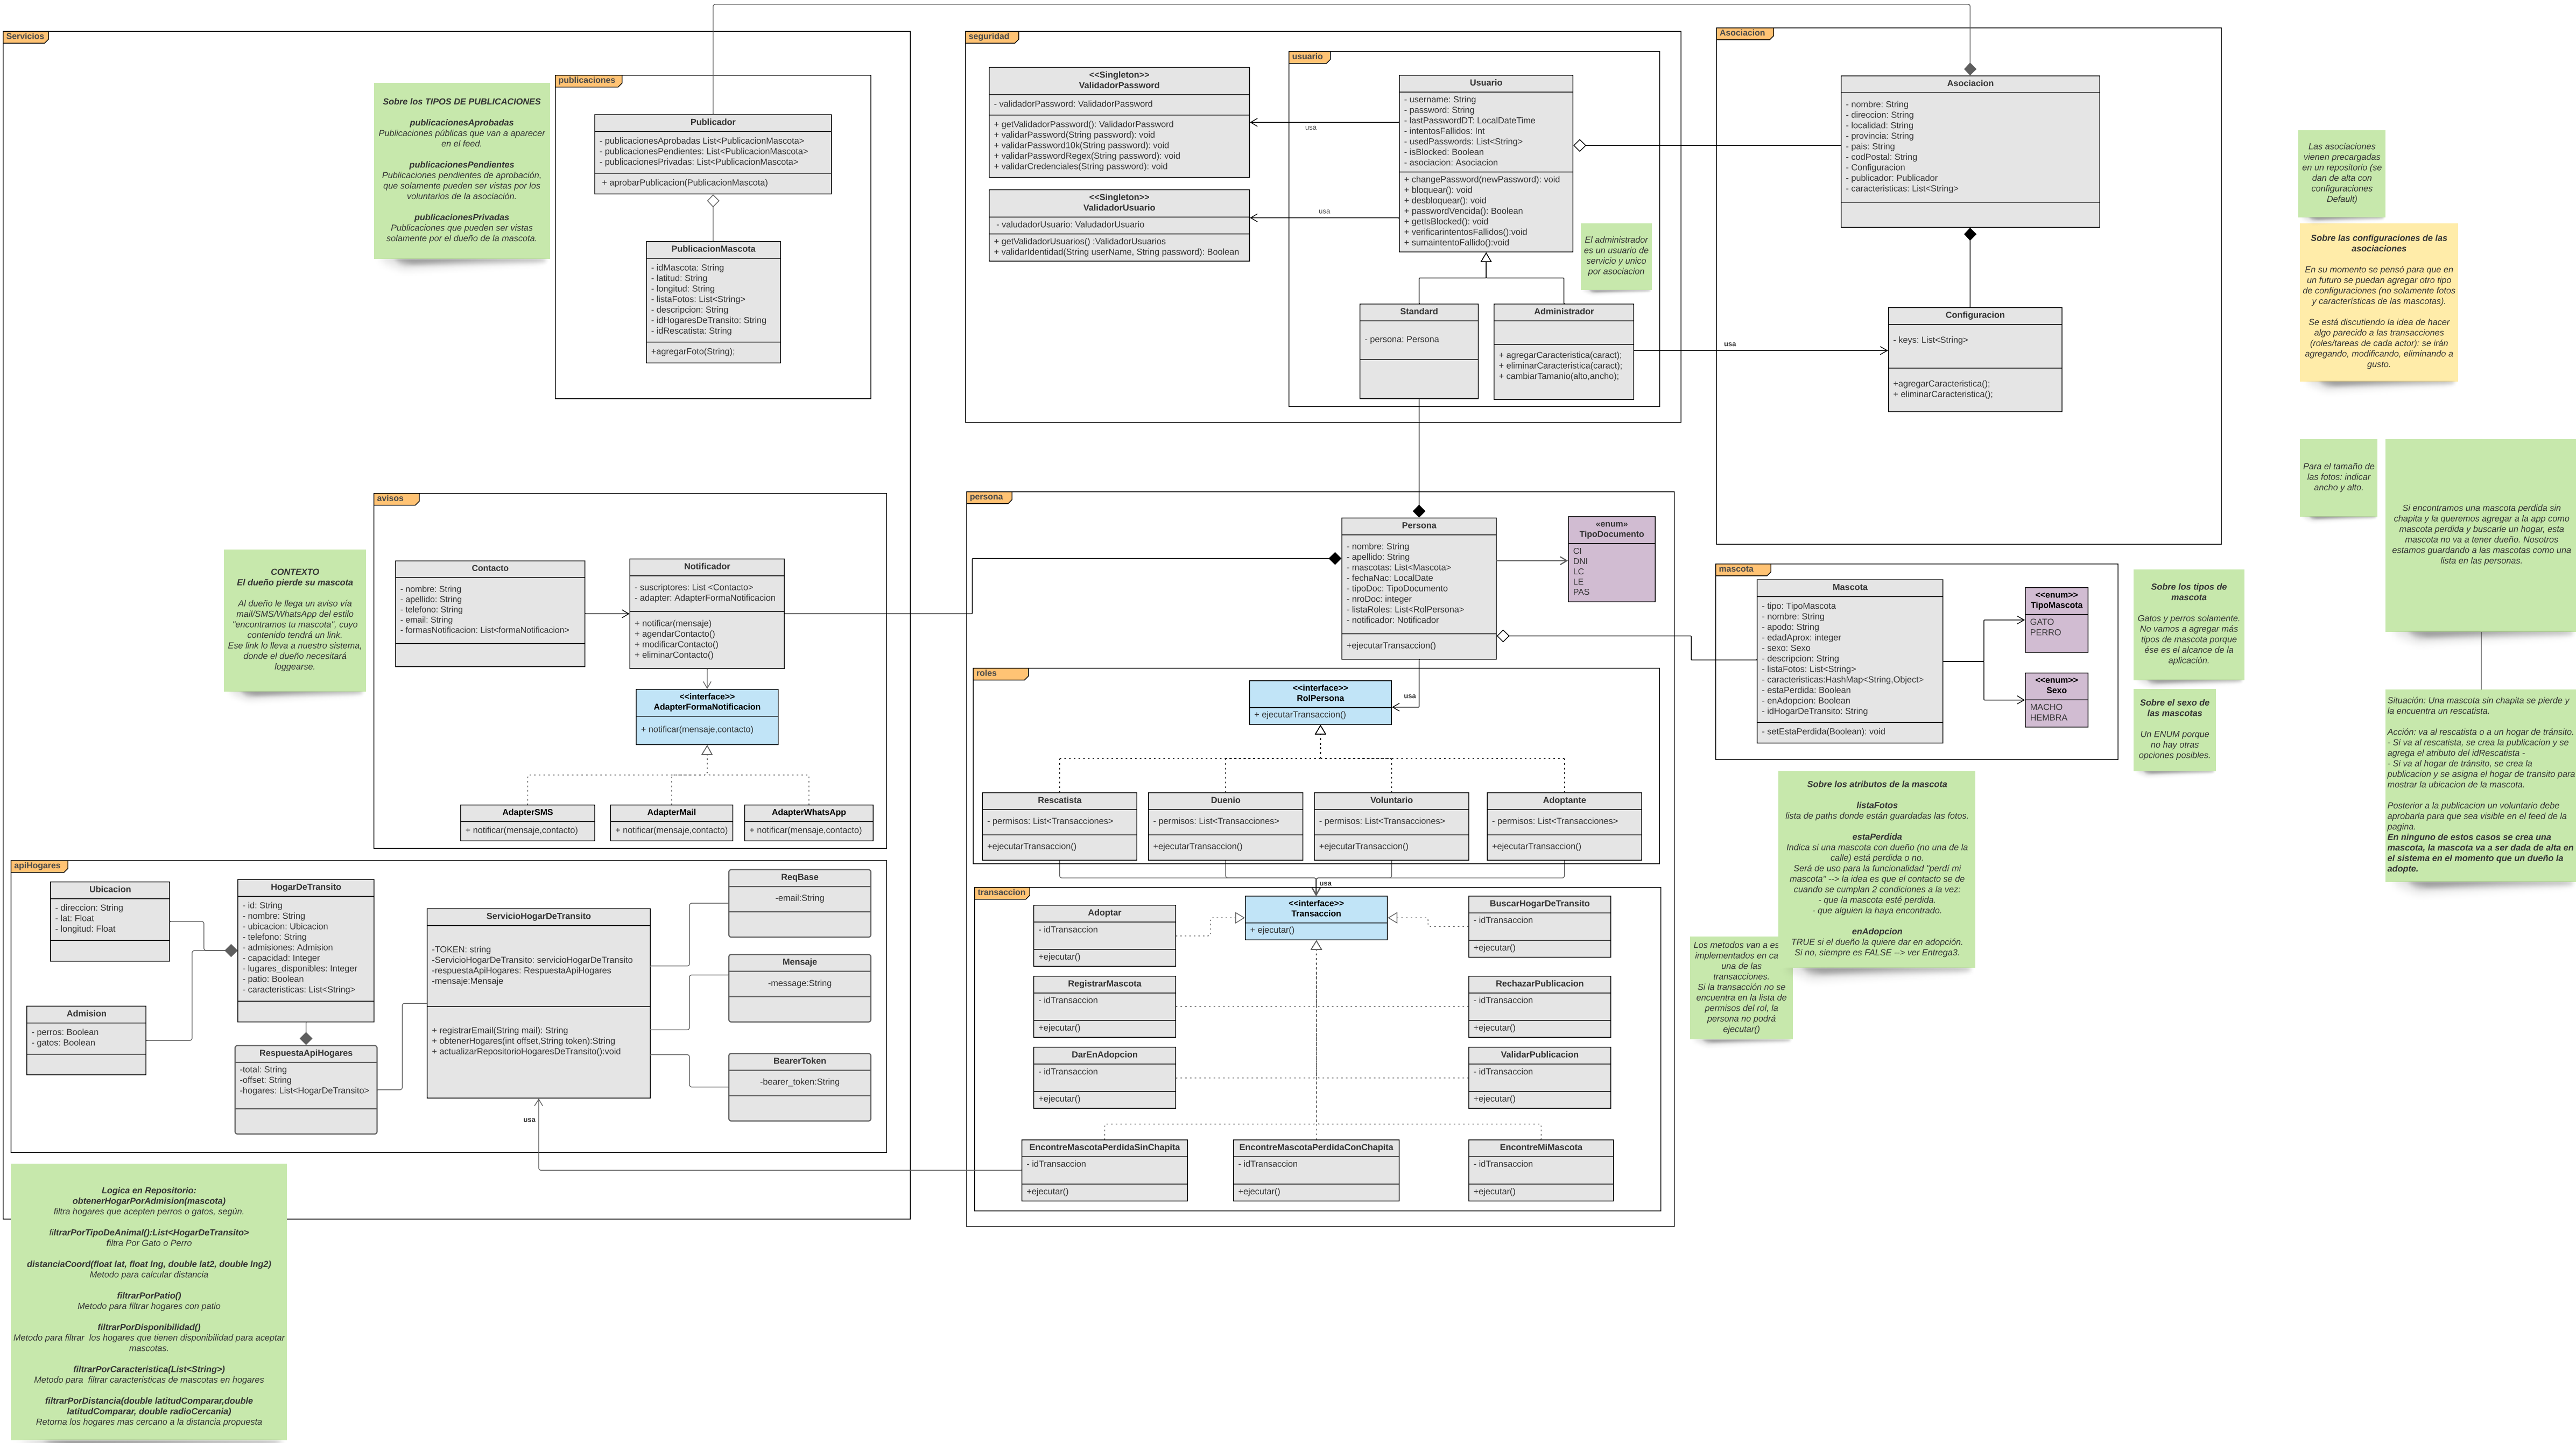 Servicios
Sobre los TIPOS DE PUBLICACIONES
publicacionesAprobadas
Publicaciones públicas que van a aparecer
en el feed.
publicacionesPendientes
Publicaciones pendientes de aprobación,
que solamente pueden ser vistas por los
voluntarios de la asociación.
publicacionesPrivadas
Publicaciones que pueden ser vistas
solamente por el dueño de la mascota.
publicaciones
Publicador
- publicacionesAprobadas List<PublicacionMascota>
- publicacionesPendientes: List<PublicacionMascota>
- publicacionesPrivadas: List<PublicacionMascota>
+ aprobarPublicacion(PublicacionMascota)
PublicacionMascota
- idMascota: String
- latitud: String
- longitud: String
- listaFotos: List<String>
- descripcion: String
- idHogaresDeTransito: String
- idRescatista: String
+agregarFoto(String);
seguridad
<<Singleton>>
ValidadorPassword
- validadorPassword: ValidadorPassword
+ getValidadorPassword(): ValidadorPassword
+ validarPassword(String password): void
+ validarPassword10k(String password): void
+ validarPasswordRegex(String password): void
+ validarCredenciales(String password): void
<<Singleton>>
ValidadorUsuario
- valudadorUsuario: ValudadorUsuario
+ getValidadorUsuarios() :ValidadorUsuarios
+ validarIdentidad(String userName, String password): Boolean
usa
usa
usuario
Usuario
- username: String
- password: String
- lastPasswordDT: LocalDateTime
- intentosFallidos: Int
- usedPasswords: List<String>
- isBlocked: Boolean
- asociacion: Asociacion
+ changePassword(newPassword): void
+ bloquear(): void
+ desbloquear(): void
+ passwordVencida(): Boolean
+ getIsBlocked(): void
+ verificarintentosFallidos():void
+ sumaintentoFallido():void
El administrador
es un usuario de
servicio y unico
por asociacion
Standard
- persona: Persona
Administrador
+ agregarCaracteristica(caract);
+ eliminarCaracteristica(caract);
+ cambiarTamanio(alto,ancho);
usa
Asociacion
Asociacion
- nombre: String
- direccion: String
- localidad: String
- provincia: String
- pais: String
- codPostal: String
- Configuracion
- publicador: Publicador
- caracteristicas: List<String>
Configuracion
- keys: List<String>
+agregarCaracteristica();
+ eliminarCaracteristica();
Las asociaciones
vienen precargadas
en un repositorio (se
dan de alta con
configuraciones
Default)
Sobre las configuraciones de las
asociaciones
En su momento se pensó para que en
un futuro se puedan agregar otro tipo
de configuraciones (no solamente fotos
y características de las mascotas).
Se está discutiendo la idea de hacer
algo parecido a las transacciones
(roles/tareas de cada actor): se irán
agregando, modificando, eliminando a
gusto.
Para el tamaño de
las fotos: indicar
ancho y alto.
Si encontramos una mascota perdida sin
chapita y la queremos agregar a la app como
mascota perdida y buscarle un hogar, esta
mascota no va a tener dueño. Nosotros
estamos guardando a las mascotas como una
lista en las personas.
avisos
CONTEXTO
El dueño pierde su mascota
Al dueño le llega un aviso vía
mail/SMS/WhatsApp del estilo
"encontramos tu mascota", cuyo
contenido tendrá un link.
Ese link lo lleva a nuestro sistema,
donde el dueño necesitará
loggearse.
Contacto
- nombre: String
- apellido: String
- telefono: String
- email: String
- formasNotificacion: List<formaNotificacion>
Notificador
- suscriptores: List <Contacto>
- adapter: AdapterFormaNotificacion
+ notificar(mensaje)
+ agendarContacto()
+ modificarContacto()
+ eliminarContacto()
<<interface>>
AdapterFormaNotificacion
+ notificar(mensaje,contacto)
AdapterSMS
+ notificar(mensaje,contacto)
AdapterMail
+ notificar(mensaje,contacto)
AdapterWhatsApp
+ notificar(mensaje,contacto)
persona
Persona
- nombre: String
- apellido: String
- mascotas: List<Mascota>
- fechaNac: LocalDate
- tipoDoc: TipoDocumento
- nroDoc: integer
- listaRoles: List<RolPersona>
- notificador: Notificador
+ejecutarTransaccion()
«enum»
TipoDocumento
CI
DNI
LC
LE
PAS
roles
<<interface>>
RolPersona
+ ejecutarTransaccion()
usa
Rescatista
- permisos: List<Transacciones>
+ejecutarTransaccion()
Duenio
- permisos: List<Transacciones>
+ejecutarTransaccion()
Voluntario
- permisos: List<Transacciones>
+ejecutarTransaccion()
Adoptante
- permisos: List<Transacciones>
+ejecutarTransaccion()
mascota
Mascota
- tipo: TipoMascota
- nombre: String
- apodo: String
- edadAprox: integer
- sexo: Sexo
- descripcion: String
- listaFotos: List<String>
- caracteristicas:HashMap<String,Object>
- estaPerdida: Boolean
- enAdopcion: Boolean
- idHogarDeTransito: String
- setEstaPerdida(Boolean): void
<<enum>>
TipoMascota
GATO
PERRO
<<enum>>
Sexo
MACHO
HEMBRA
Sobre los tipos de
mascota
Gatos y perros solamente.
No vamos a agregar más
tipos de mascota porque
ése es el alcance de la
aplicación.
Sobre el sexo de
las mascotas
Un ENUM porque
no hay otras
opciones posibles.
Situación: Una mascota sin chapita se pierde y
la encuentra un rescatista.
Acción: va al rescatista o a un hogar de tránsito.
- Si va al rescatista, se crea la publicacion y se
agrega el atributo del idRescatista -
- Si va al hogar de tránsito, se crea la
publicacion y se asigna el hogar de transito para
mostrar la ubicacion de la mascota.
Posterior a la publicacion un voluntario debe
aprobarla para que sea visible en el feed de la
pagina.
En ninguno de estos casos se crea una
mascota, la mascota va a ser dada de alta en
el sistema en el momento que un dueño la
adopte.
Sobre los atributos de la mascota
listaFotos
lista de paths donde están guardadas las fotos.
estaPerdida
Indica si una mascota con dueño (no una de la
calle) está perdida o no.
Será de uso para la funcionalidad "perdí mi
mascota" --> la idea es que el contacto se de
cuando se cumplan 2 condiciones a la vez:
- que la mascota esté perdida.
- que alguien la haya encontrado.
enAdopcion
TRUE si el dueño la quiere dar en adopción.
Si no, siempre es FALSE --> ver Entrega3.
Los metodos van a es
implementados en ca
una de las
transacciones.
Si la transacción no se
encuentra en la lista de
permisos del rol, la
persona no podrá
ejecutar()
apiHogares
Ubicacion
- direccion: String
- lat: Float
- longitud: Float
Admision
- perros: Boolean
- gatos: Boolean
HogarDeTransito
- id: String
- nombre: String
- ubicacion: Ubicacion
- telefono: String
- admisiones: Admision
- capacidad: Integer
- lugares_disponibles: Integer
- patio: Boolean
- caracteristicas: List<String>
RespuestaApiHogares
-total: String
-offset: String
-hogares: List<HogarDeTransito>
ServicioHogarDeTransito
-TOKEN: string
-ServicioHogarDeTransito: servicioHogarDeTransito
-respuestaApiHogares: RespuestaApiHogares
-mensaje:Mensaje
+ registrarEmail(String mail): String
+ obtenerHogares(int offset,String token):String
+ actualizarRepositorioHogaresDeTransito():void
usa
ReqBase
-email:String
Mensaje
-message:String
BearerToken
-bearer_token:String
transaccion
usa
<<interface>>
Transaccion
+ ejecutar()
Adoptar
- idTransaccion
+ejecutar()
BuscarHogarDeTransito
- idTransaccion
+ejecutar()
RegistrarMascota
- idTransaccion
+ejecutar()
RechazarPublicacion
- idTransaccion
+ejecutar()
DarEnAdopcion
- idTransaccion
+ejecutar()
ValidarPublicacion
- idTransaccion
+ejecutar()
EncontreMascotaPerdidaSinChapita
- idTransaccion
+ejecutar()
EncontreMascotaPerdidaConChapita
- idTransaccion
+ejecutar()
EncontreMiMascota
- idTransaccion
+ejecutar()
Logica en Repositorio:
obtenerHogarPorAdmision(mascota)
filtra hogares que acepten perros o gatos, según.
filtrarPorTipoDeAnimal():List<HogarDeTransito>
filtra Por Gato o Perro
distanciaCoord(float lat, float lng, double lat2, double lng2)
Metodo para calcular distancia
filtrarPorPatio()
Metodo para filtrar hogares con patio
filtrarPorDisponibilidad()
Metodo para filtrar los hogares que tienen disponibilidad para aceptar
mascotas.
filtrarPorCaracteristica(List<String>)
Metodo para filtrar caracteristicas de mascotas en hogares
filtrarPorDistancia(double latitudComparar,double
latitudComparar, double radioCercania)
Retorna los hogares mas cercano a la distancia propuesta